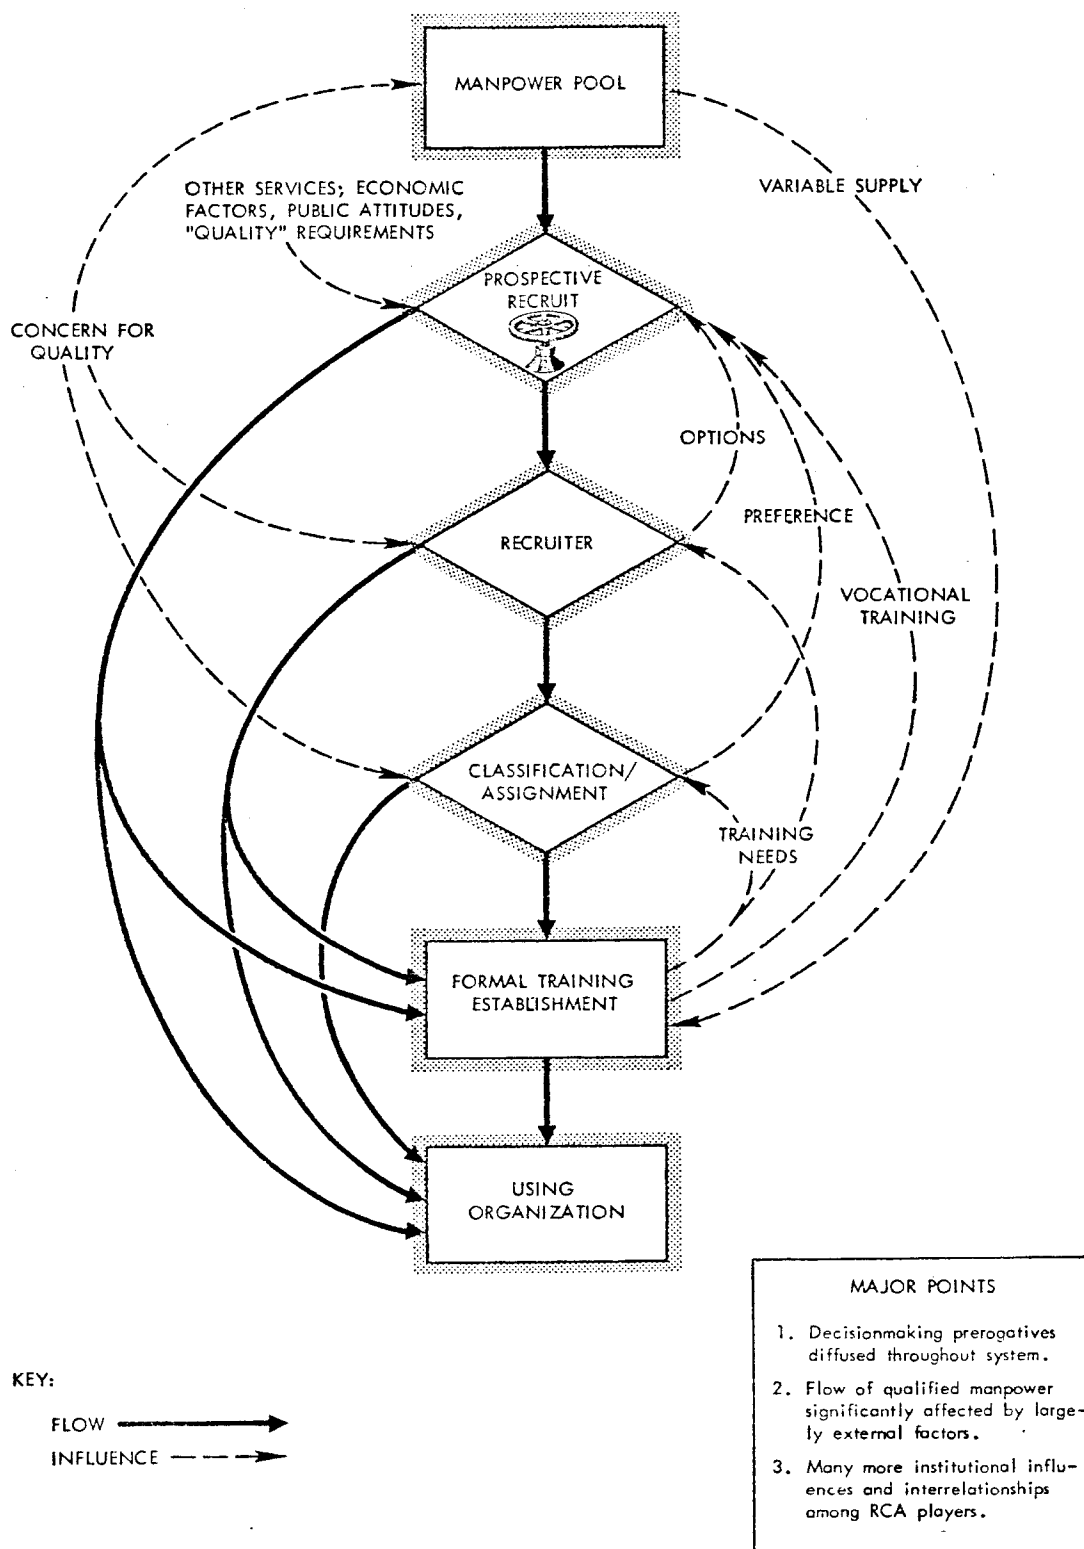 MANPOWER POOL
VARIABLE SUPPLY
OTHER SERVICES; ECONOMIC
FACTORS, PUBLIC ATTITUDES,
"QUALITY" REQUIREMENTS
PROSPECTIVE
RECRUIT
CONCERN FOR
QUALITY
OPTIONS
PREFERENCE
RECRUITER
VOCATIONAL
TRAINING
CLASSIFICATION/
ASSIGNMENT
TRAINING
NEEDS
FORMAL TRAINING
ESTABLISHMENT
USING
ORGANIZATION
MAJOR POINTS
1. Decisionmaking prerogatives
diffused throughout system.
2. Flow of qualified manpower
significantly affected by large-
ly external factors.
3. Many more institutional influ-
ences and interrelationships
among RCA players.
KEY:
FLOW
INFLUENCE